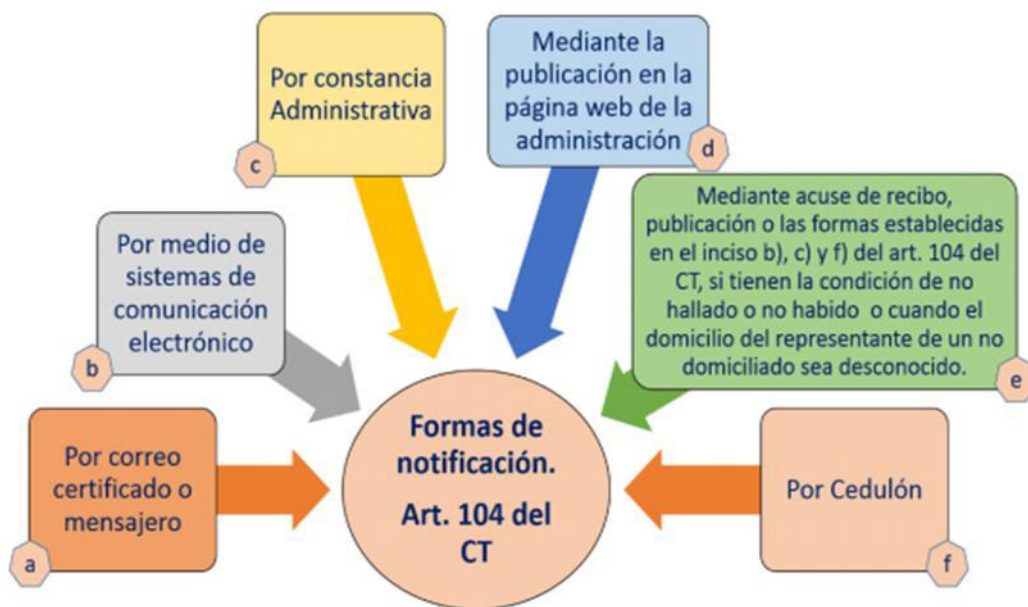 Por constancia
Administrativa
c
Mediante la
publicación en la
página web de la
administración
d
Por medio de
sistemas de
comunicación
electrónico
b
Mediante acuse de recibo,
publicación o las formas establecidas
en el inciso b), c) y f) del art. 104 del
CT, si tienen la condición de no
hallado o no habido o cuando el
domicilio del representante de un no
domiciliado sea desconocido.
e
Por correo
certificado o
mensajero
a
Formas de
notificación.
Art. 104 del
CT
Por Cedulón
f